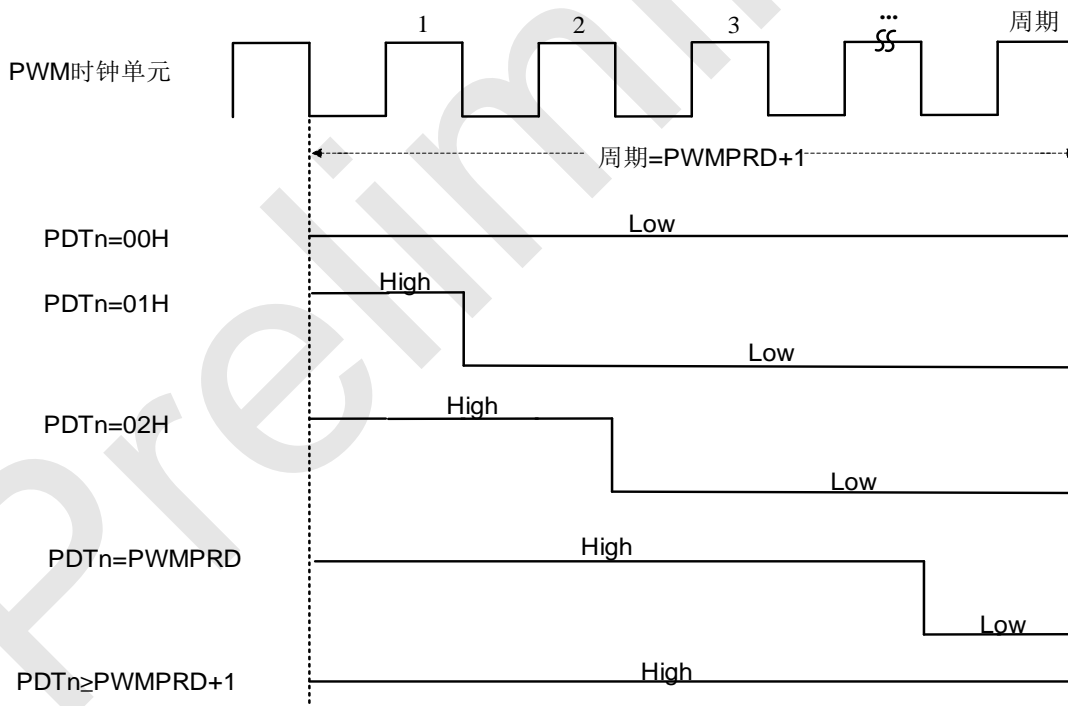 1 2 3 ... 周期
PWM时钟单元
周期=PWMPRD+1
Low
PDTn=00H
High
PDTn=01H
Low
High
PDTn=02H
Low
High
PDTn=PWMPRD
Low
High
PDTn≥PWMPRD+1
Prelimi